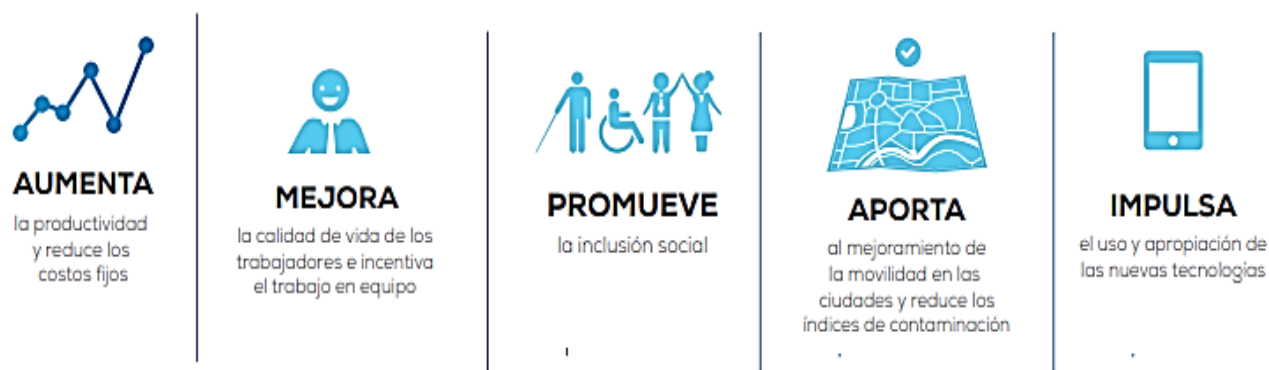 AUMENTA
la productividad
y reduce los
costos fijos
MEJORA
la calidad de vida de los
trabajadores e incentiva
el trabajo en equipo
PROMUEVE
la inclusión social
APORTA
al mejoramiento de
la movilidad en las
ciudades y reduce los
índices de contaminación
IMPULSA
el uso y apropiación de
las nuevas tecnologías